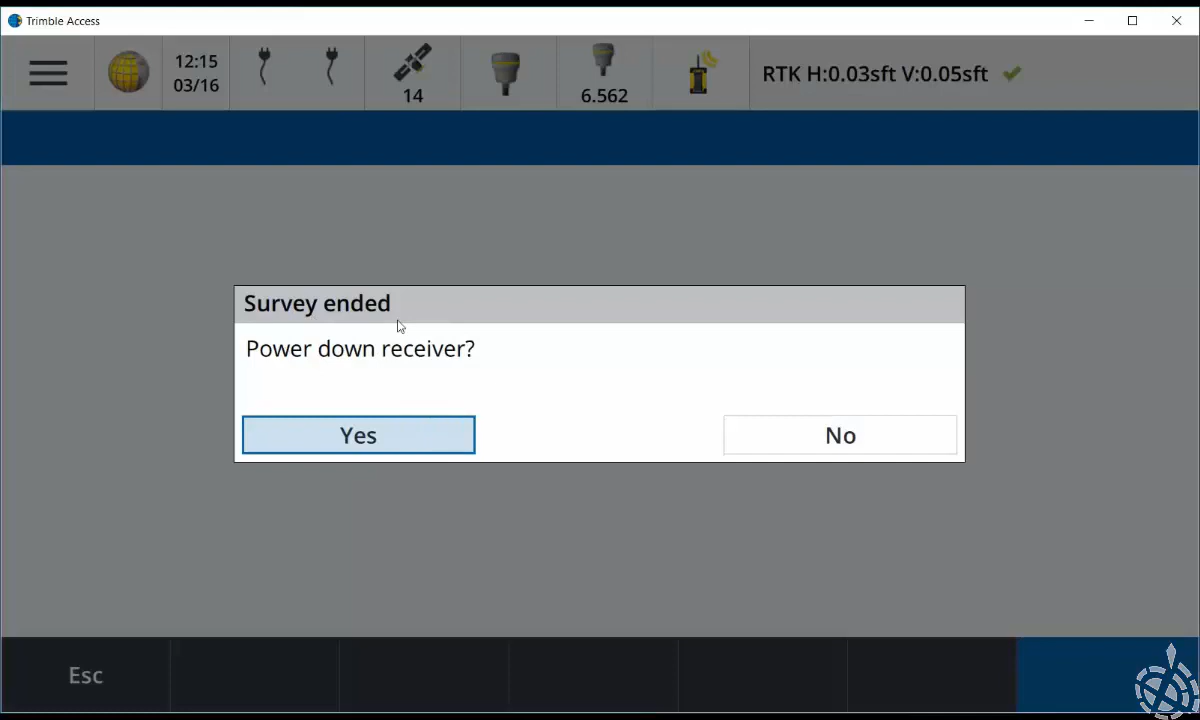 Trimble Access
12:15
03/16
14
6.562
RTK H:0.03sft V:0.05sft
Survey ended
Power down receiver?
Yes
No
Esc